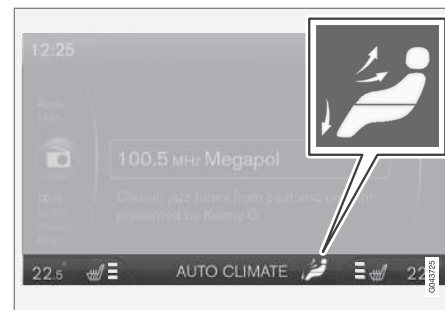 12:25
Radio
100.5 MHz Megapol
Classic jazz tunes from past and present
presented by Kenny G
22.5° AUTO CLIMATE 22
G043725